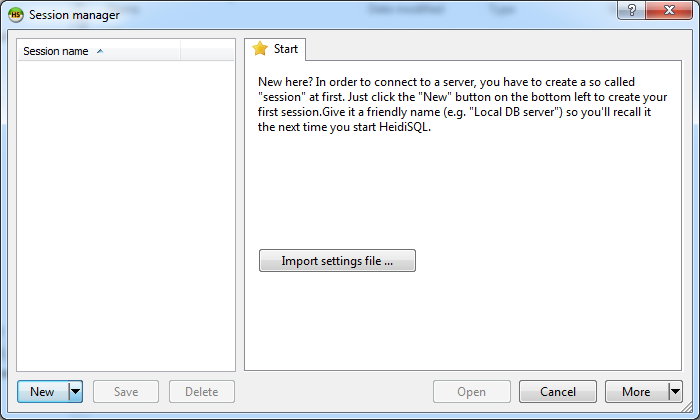 Session manager
?
Session name
Start
New here? In order to connect to a server, you have to create a so called
"session" at first. Just click the "New" button on the bottom left to create your
first session.Give it a friendly name (e.g. "Local DB server") so you'll recall it
the next time you start HeidiSQL.
Import settings file ...
New
Save
Delete
Open
Cancel
More